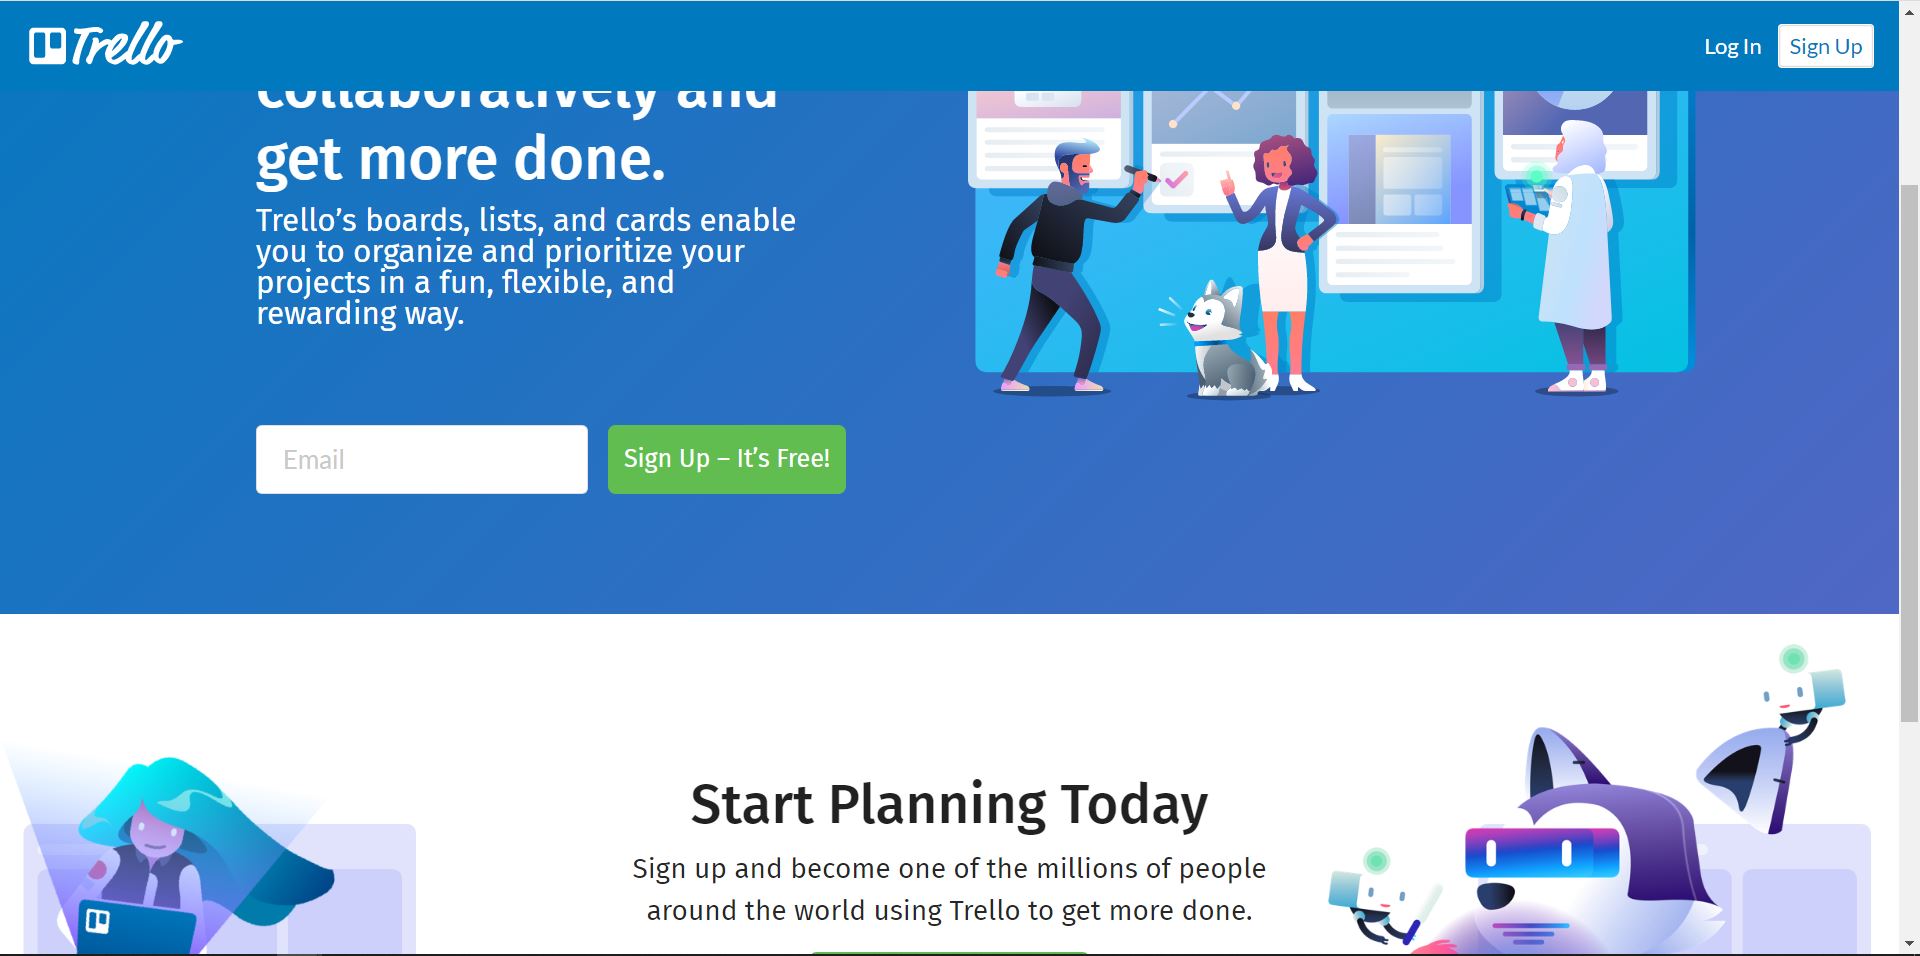 Trello
Log In
Sign Up
collaboratively and
get more done.
Trello’s boards, lists, and cards enable
you to organize and prioritize your
projects in a fun, flexible, and
rewarding way.
Email
Sign Up – It’s Free!
Start Planning Today
Sign up and become one of the millions of people
around the world using Trello to get more done.